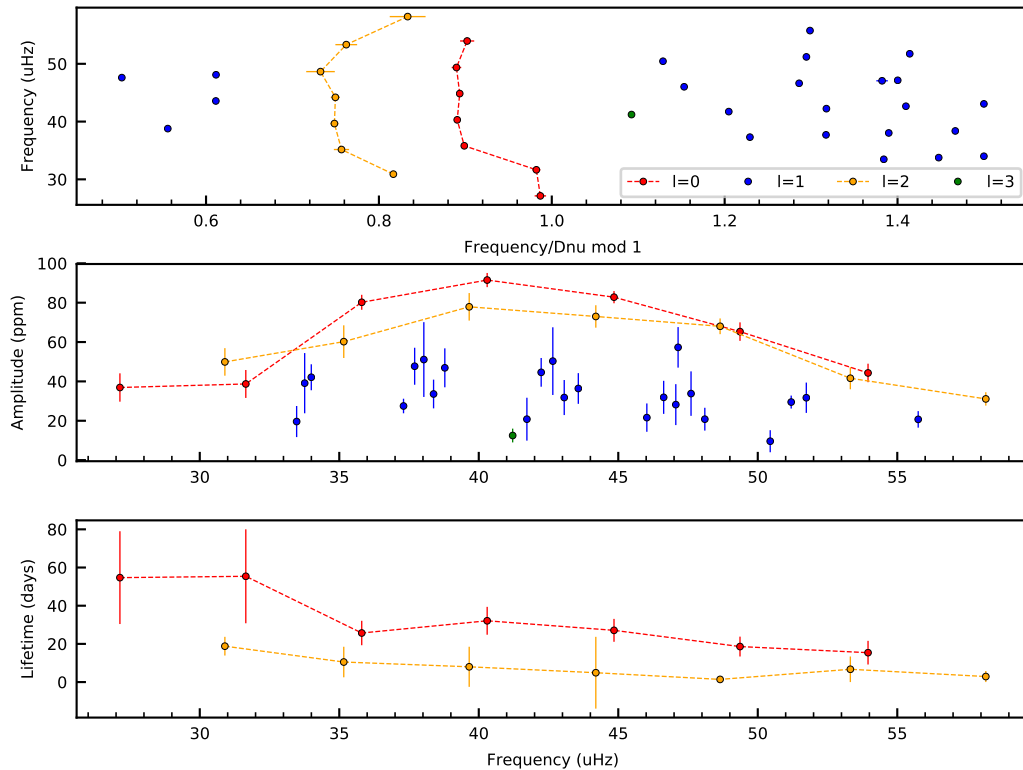 Frequency (uHz)
50
40
30
l=0 l=1 l=2 l=3
0.6 0.8 1.0 1.2 1.4
Frequency/Dnu mod 1
Amplitude (ppm)
100
80
60
40
20
0
30 35 40 45 50 55
Lifetime (days)
80
60
40
20
0
30 35 40 45 50 55
Frequency (uHz)